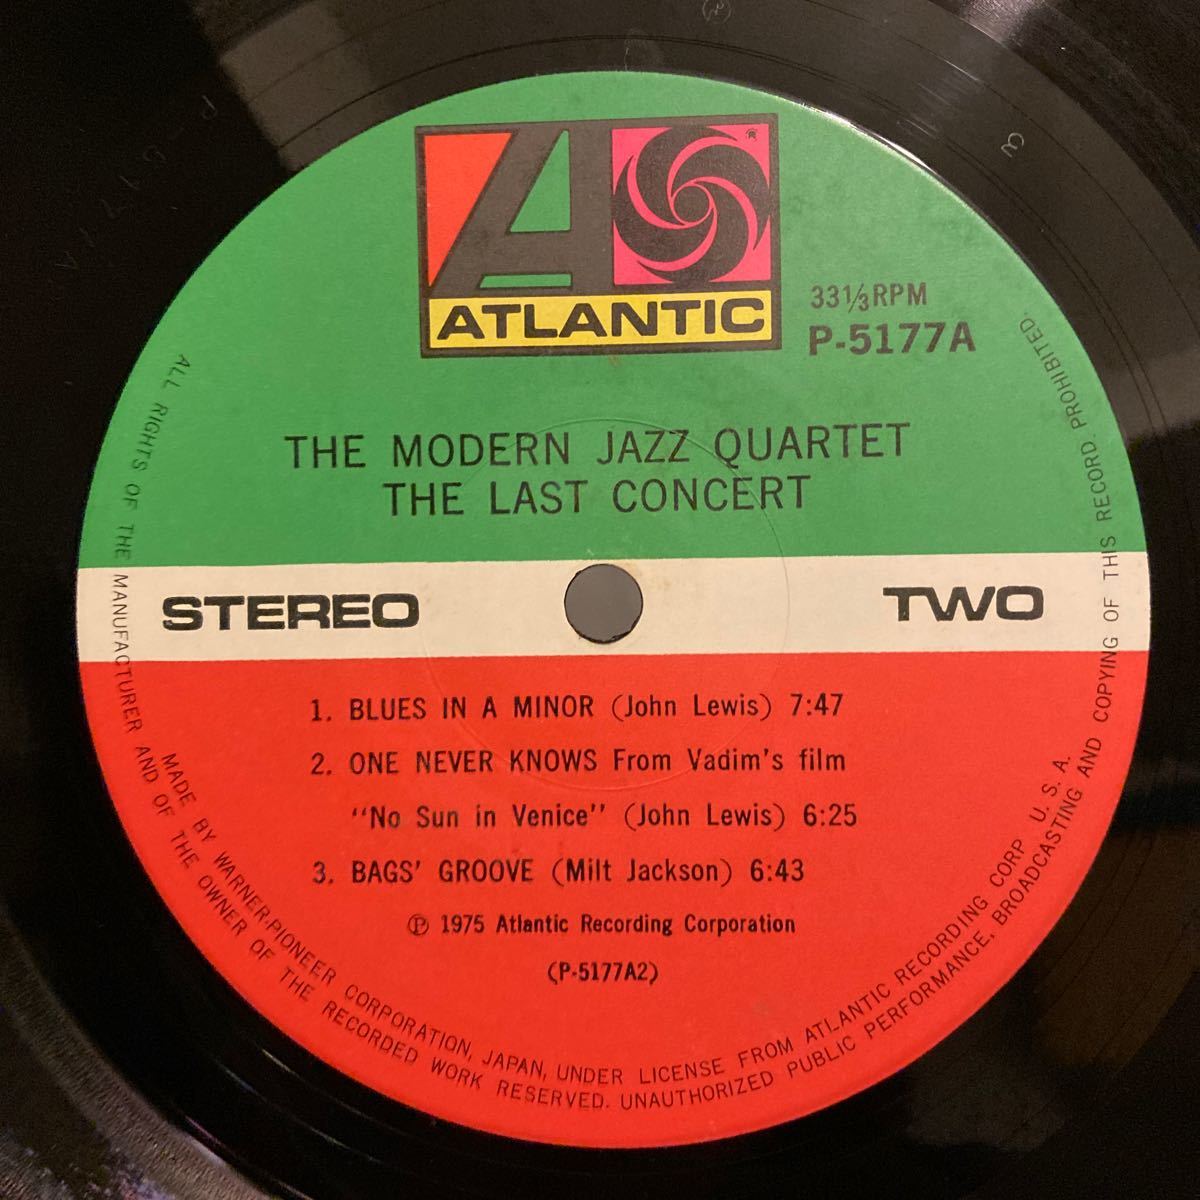 ATLANTIC
®
33⅓RPM
P-5177A
THE MODERN JAZZ QUARTET
THE LAST CONCERT
STEREO
TWO
1. BLUES IN A MINOR (John Lewis) 7:47
2. ONE NEVER KNOWS From Vadim's film
"No Sun in Venice" (John Lewis) 6:25
3. BAGS' GROOVE (Milt Jackson) 6:43
Ⓟ 1975 Atlantic Recording Corporation
(P-5177A2)
MADE BY WARNER-PIONEER CORPORATION, JAPAN, UNDER LICENSE FROM ATLANTIC RECORDING CORP U. S. A.
ALL RIGHTS OF THE MANUFACTURER AND OF THE OWNER OF THE RECORDED WORK RESERVED. UNAUTHORIZED PUBLIC PERFORMANCE, BROADCASTING AND COPYING OF THIS RECORD. PROHIBITED.